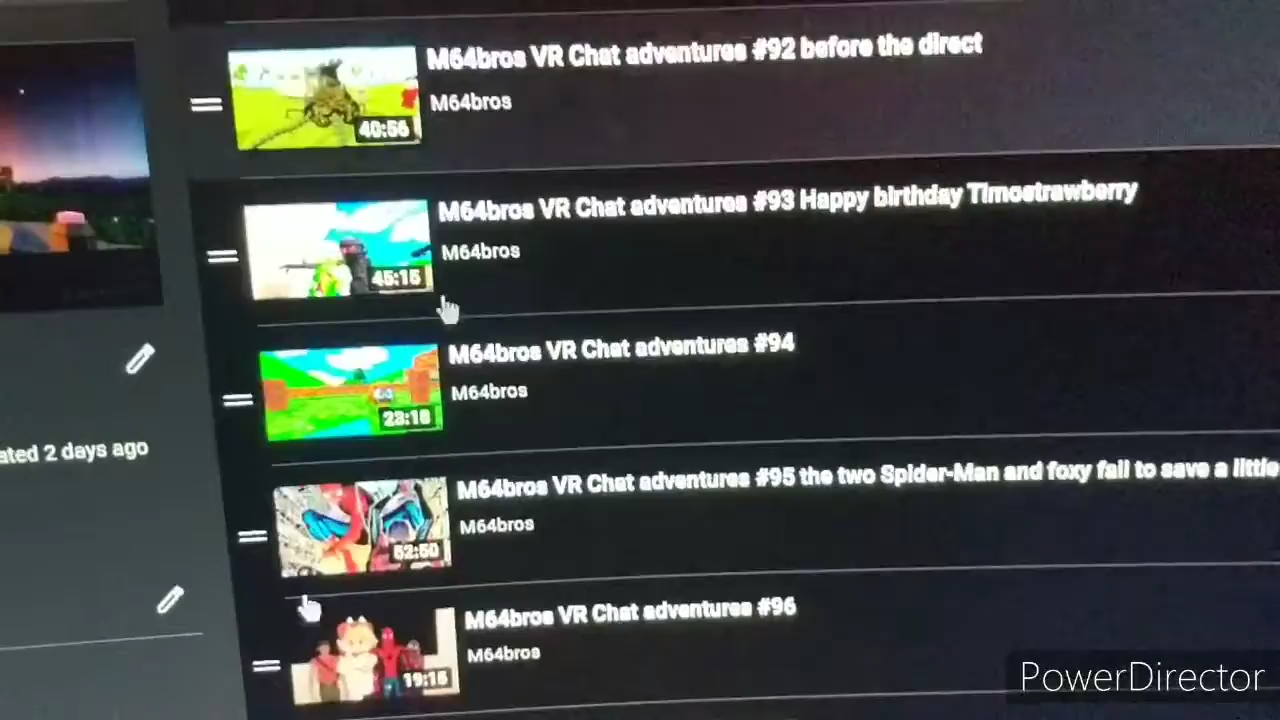 M64bros VR Chat adventures #92 before the direct
M64bros
40:56
M64bros VR Chat adventures #93 Happy birthday Timostrawberry
M64bros
45:15
M64bros VR Chat adventures #94
M64bros
23:18
ated 2 days ago
M64bros VR Chat adventures #95 the two Spider-Man and foxy fail to save a little
M64bros
52:50
M64bros VR Chat adventures #96
M64bros
19:15
PowerDirector